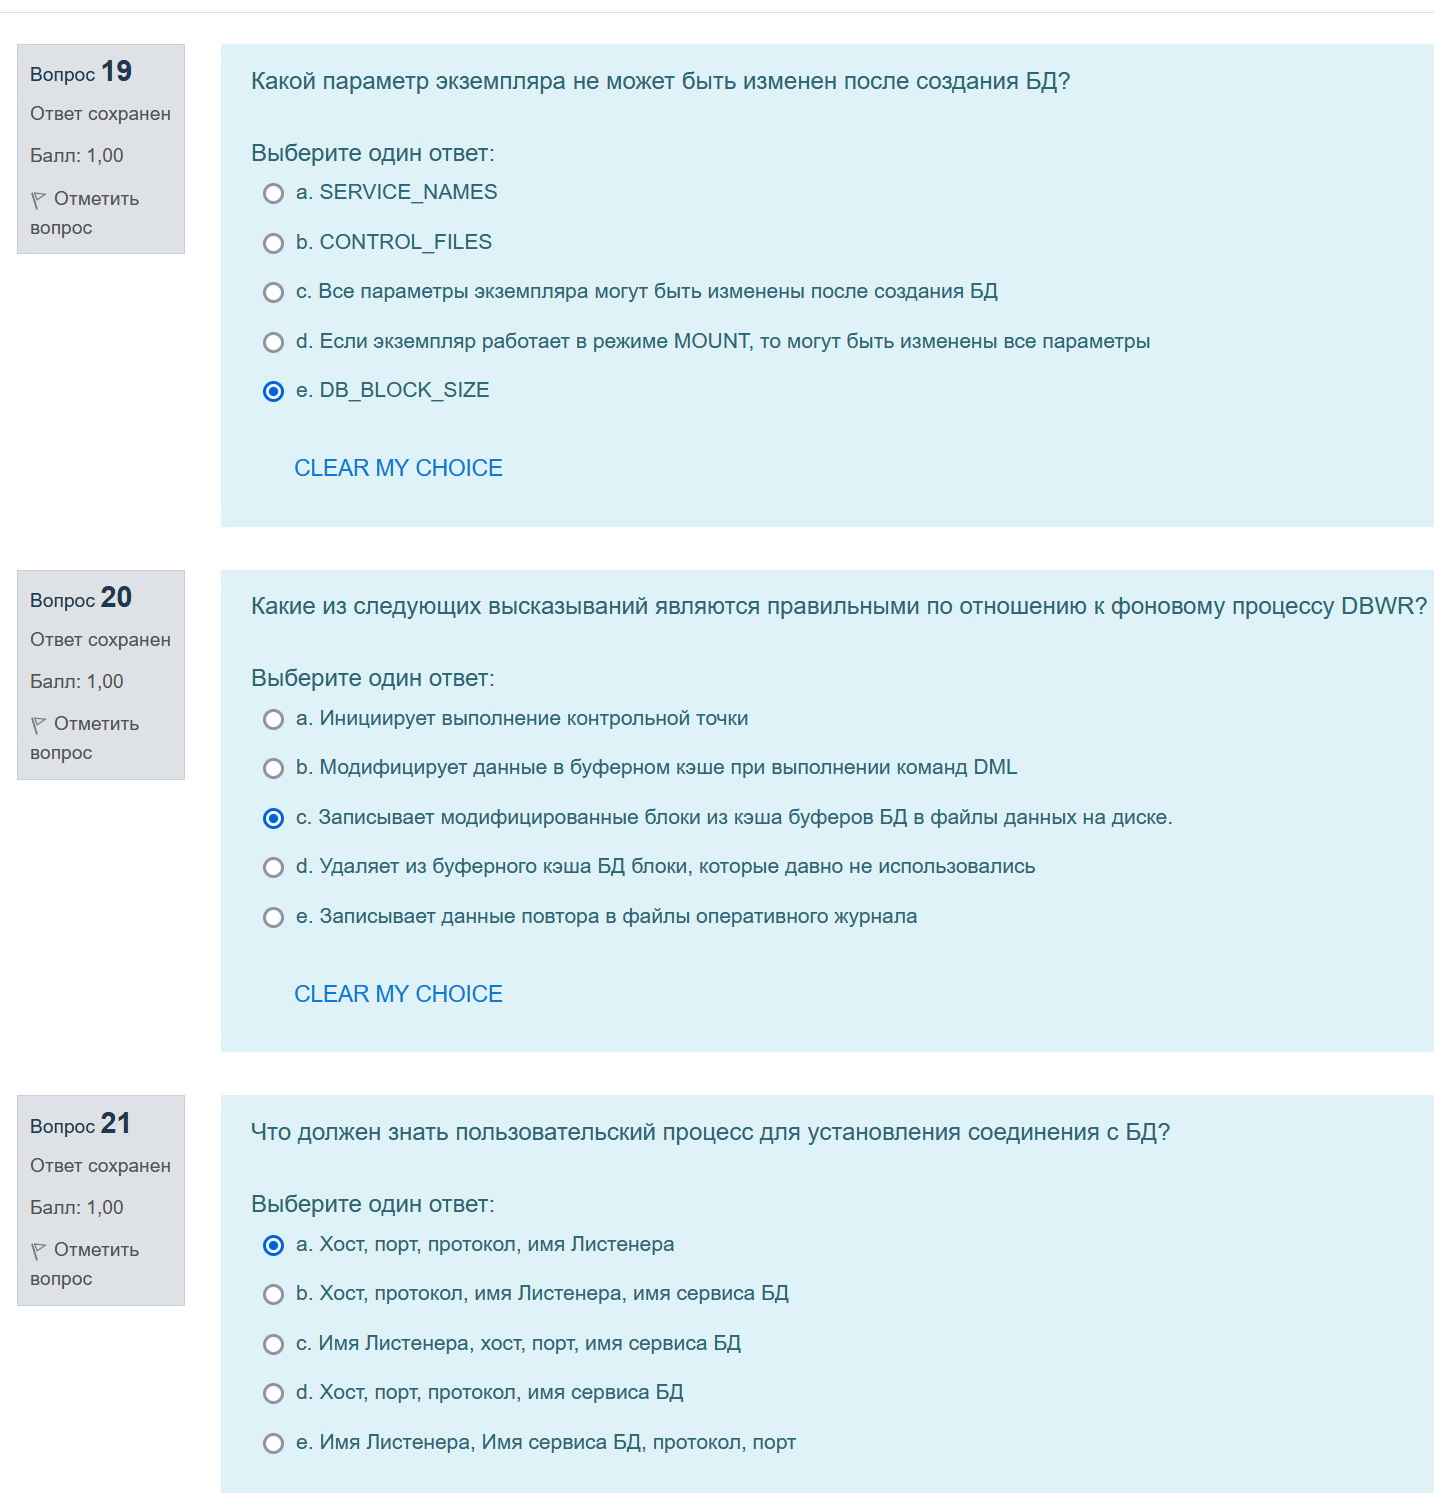 Вопрос 19
Ответ сохранен
Балл: 1,00
Отметить
вопрос
Какой параметр экземпляра не может быть изменен после создания БД?
Выберите один ответ:
a. SERVICE_NAMES
b. CONTROL_FILES
c. Все параметры экземпляра могут быть изменены после создания БД
d. Если экземпляр работает в режиме MOUNT, то могут быть изменены все параметры
e. DB_BLOCK_SIZE
CLEAR MY CHOICE
Вопрос 20
Ответ сохранен
Балл: 1,00
Отметить
вопрос
Какие из следующих высказываний являются правильными по отношению к фоновому процессу DBWR?
Выберите один ответ:
a. Инициирует выполнение контрольной точки
b. Модифицирует данные в буферном кэше при выполнении команд DML
c. Записывает модифицированные блоки из кэша буферов БД в файлы данных на диске.
d. Удаляет из буферного кэша БД блоки, которые давно не использовались
e. Записывает данные повтора в файлы оперативного журнала
CLEAR MY CHOICE
Вопрос 21
Ответ сохранен
Балл: 1,00
Отметить
вопрос
Что должен знать пользовательский процесс для установления соединения с БД?
Выберите один ответ:
a. Хост, порт, протокол, имя Листенера
b. Хост, протокол, имя Листенера, имя сервиса БД
c. Имя Листенера, хост, порт, имя сервиса БД
d. Хост, порт, протокол, имя сервиса БД
e. Имя Листенера, Имя сервиса БД, протокол, порт